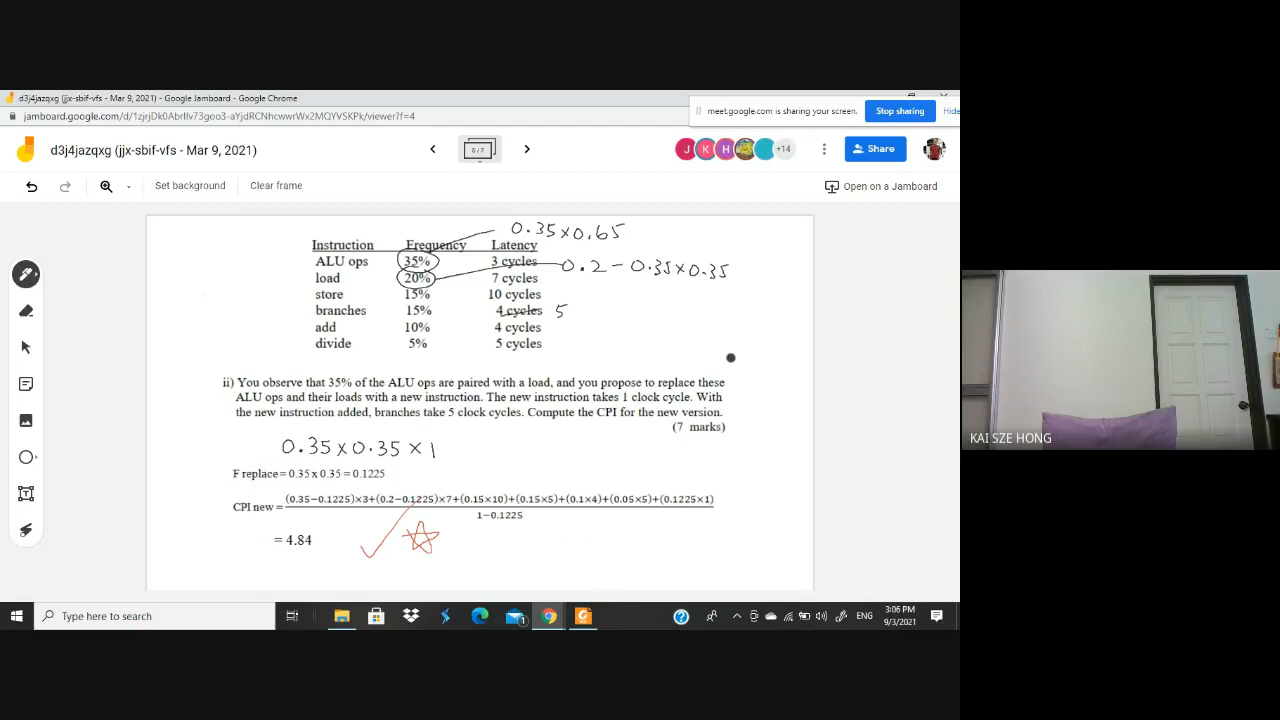 d3j4jazqxg (jjx-sbif-vfs - Mar 9, 2021) - Google Jamboard - Google Chrome
meet.google.com is sharing your screen. Stop sharing Hide
d3j4jazqxg (jjx-sbif-vfs - Mar 9, 2021)
5 / 7
J K H +14
Share
Set background Clear frame
Open on a Jamboard
0.35×0.65
Instruction Frequency Latency
ALU ops 35% 3 cycles
0.2 - 0.35×0.35
load 20% 7 cycles
store 15% 10 cycles
branches 15% 4 cycles 5
add 10% 4 cycles
divide 5% 5 cycles
ii) You observe that 35% of the ALU ops are paired with a load, and you propose to replace these
ALU ops and their loads with a new instruction. The new instruction takes 1 clock cycle. With
the new instruction added, branches take 5 clock cycles. Compute the CPI for the new version.
(7 marks)
0.35×0.35×1
F replace = 0.35 x 0.35 = 0.1225
CPI new = (0.35−0.1225)×3+(0.2−0.1225)×7+(0.15×10)+(0.15×5)+(0.1×4)+(0.05×5)+(0.1225×1)
1−0.1225
= 4.84
KAI SZE HONG
Type here to search
1
ENG
3:06 PM
9/3/2021